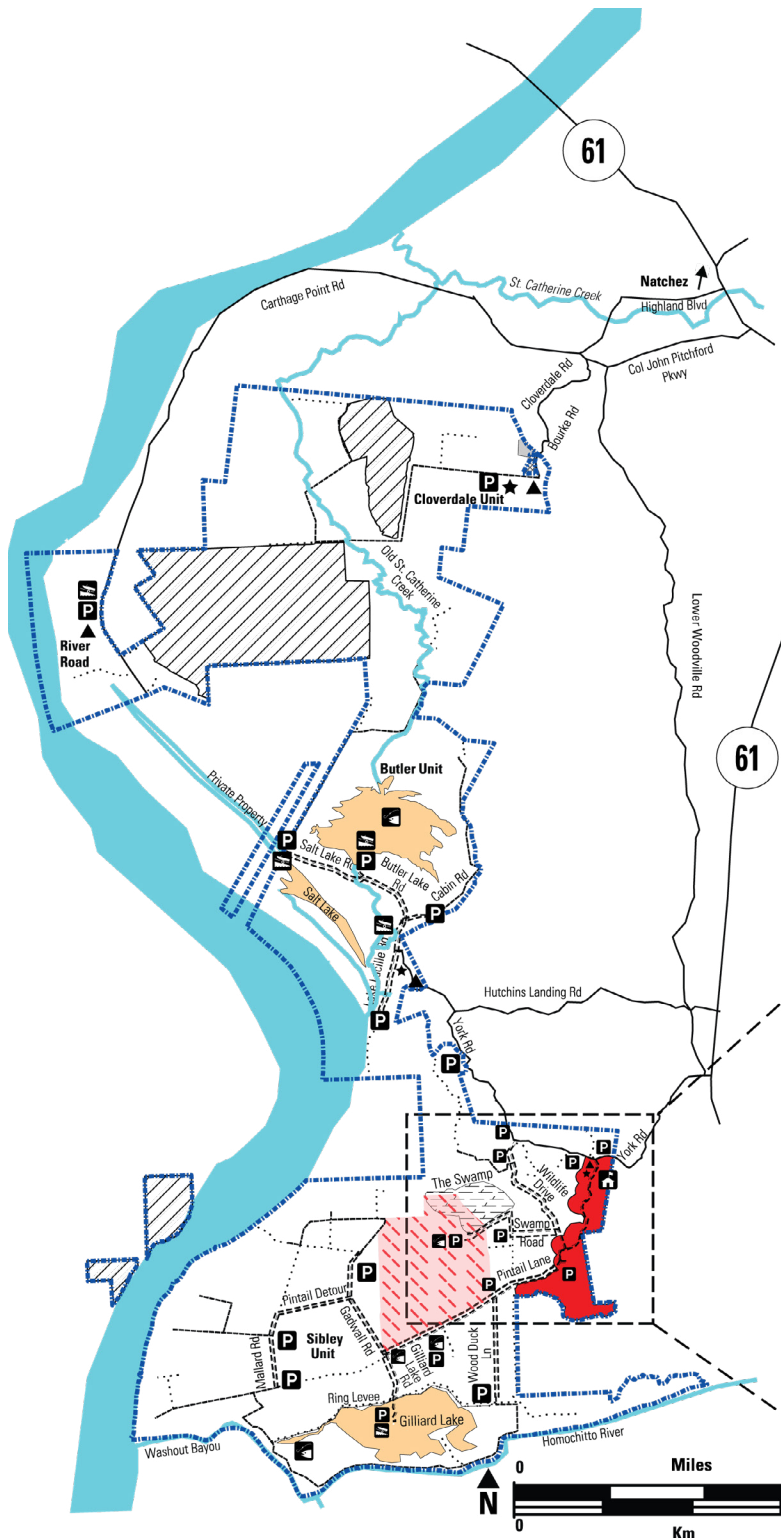 61
Natchez
St. Catherine Creek
Highland Blvd
Carthage Point Rd
Col John Pitchford
Pkwy
Cloverdale Rd
Bourke Rd
P
Cloverdale Unit
Old St. Catherine
Creek
P
River
Road
Lower Woodville Rd
61
Butler Unit
Private Property
P
Salt Lake Rd
P
Butler Lake
Rd
Cabin Rd
P
Salt Lake
Lake Lucille Rd
Hutchins Landing Rd
P
York Rd
P
P
P
York Rd
P
P
Wildlife
Drive
The Swamp
Swamp
Road
P
P
Pintail Lane
P
P
P
Pintail Detour
Gadwall Rd
P
Sibley
Unit
Mallard Rd
P
Gilliard
Lake
Rd
P
Wood Duck
Ln
P
Ring Levee
P
Gilliard Lake
Washout Bayou
Homochitto River
N
0
Miles
0
Km